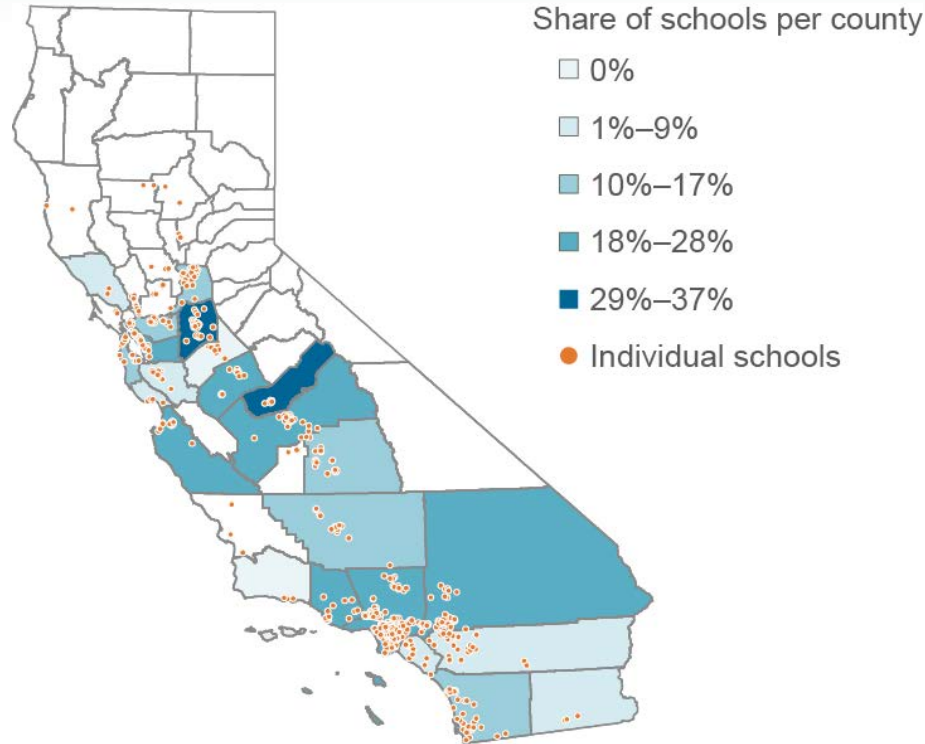 Share of schools per county
0%
1%–9%
10%–17%
18%–28%
29%–37%
Individual schools